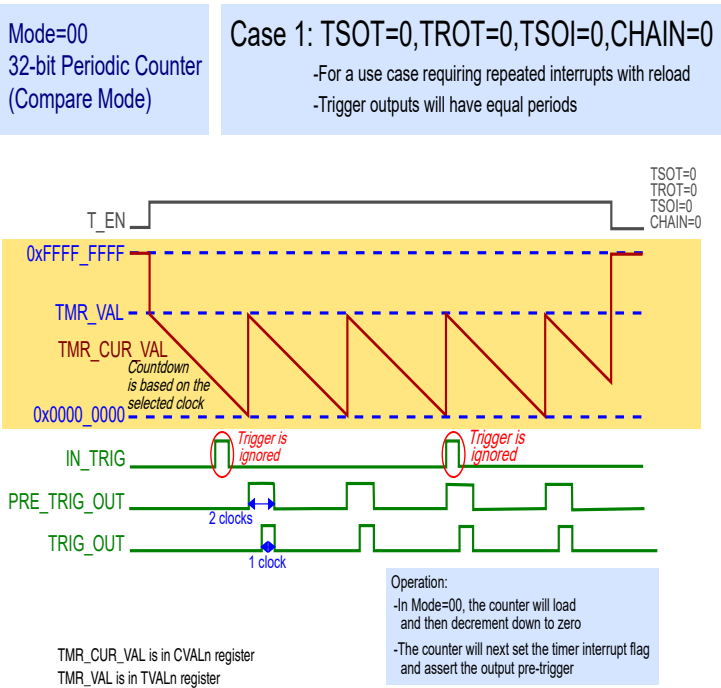 Mode=00
32-bit Periodic Counter
(Compare Mode)
Case 1: TSOT=0,TROT=0,TSOI=0,CHAIN=0
-For a use case requiring repeated interrupts with reload
-Trigger outputs will have equal periods
TSOT=0
TROT=0
TSOI=0
CHAIN=0
T_EN
0xFFFF_FFFF
TMR_VAL
TMR_CUR_VAL
Countdown
is based on the
selected clock
0x0000_0000
Trigger is
ignored
Trigger is
ignored
IN_TRIG
PRE_TRIG_OUT
2 clocks
TRIG_OUT
1 clock
Operation:
-In Mode=00, the counter will load
and then decrement down to zero
-The counter will next set the timer interrupt flag
and assert the output pre-trigger
TMR_CUR_VAL is in CVALn register
TMR_VAL is in TVALn register